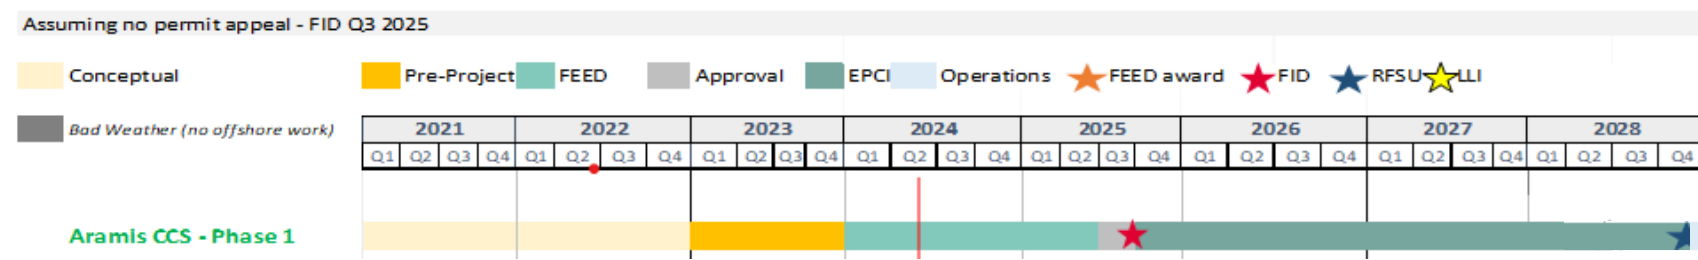 Assuming no permit appeal - FID Q3 2025
Conceptual Pre-Project FEED Approval EPCI Operations FEED award FID RFSU LLI
Bad Weather (no offshore work) 2021 2022 2023 2024 2025 2026 2027 2028
Q1 Q2 Q3 Q4 Q1 Q2 Q3 Q4 Q1 Q2 Q3 Q4 Q1 Q2 Q3 Q4 Q1 Q2 Q3 Q4 Q1 Q2 Q3 Q4 Q1 Q2 Q3 Q4 Q1 Q2 Q3 Q4
Aramis CCS - Phase 1